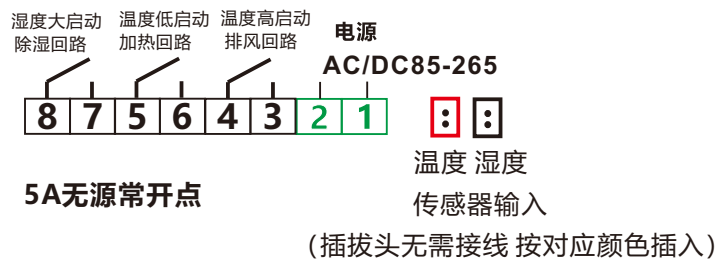 湿度大启动 温度低启动 温度高启动
除湿回路 加热回路 排风回路
电源
AC/DC85-265
8 7 5 6 4 3 2 1
温度 湿度
5A无源常开点
传感器输入
(插拔头无需接线 按对应颜色插入)